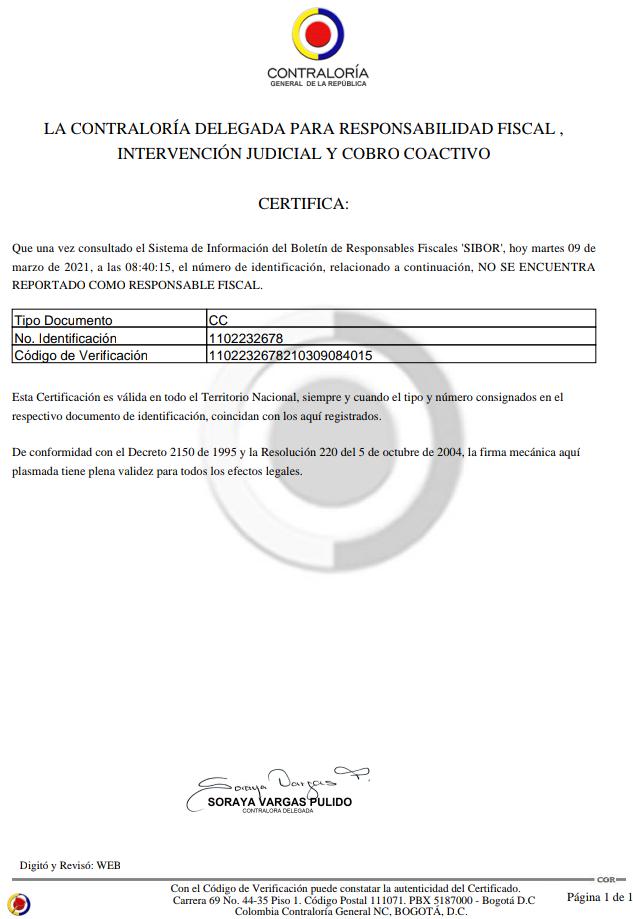 CONTRALORÍA
GENERAL DE LA REPÚBLICA
LA CONTRALORÍA DELEGADA PARA RESPONSABILIDAD FISCAL ,
INTERVENCIÓN JUDICIAL Y COBRO COACTIVO
CERTIFICA:
Que una vez consultado el Sistema de Información del Boletín de Responsables Fiscales 'SIBOR', hoy martes 09 de
marzo de 2021, a las 08:40:15, el número de identificación, relacionado a continuación, NO SE ENCUENTRA
REPORTADO COMO RESPONSABLE FISCAL.
Tipo Documento CC
No. Identificación 1102232678
Código de Verificación 1102232678210309084015
Esta Certificación es válida en todo el Territorio Nacional, siempre y cuando el tipo y número consignados en el
respectivo documento de identificación, coincidan con los aquí registrados.
De conformidad con el Decreto 2150 de 1995 y la Resolución 220 del 5 de octubre de 2004, la firma mecánica aquí
plasmada tiene plena validez para todos los efectos legales.
Soraya Vargas P.
SORAYA VARGAS PULIDO
CONTRALORA DELEGADA
Digitó y Revisó: WEB
COR
Con el Código de Verificación puede constatar la autenticidad del Certificado.
Carrera 69 No. 44-35 Piso 1. Código Postal 111071. PBX 5187000 - Bogotá D.C
Colombia Contraloría General NC, BOGOTÁ, D.C.
Página 1 de 1